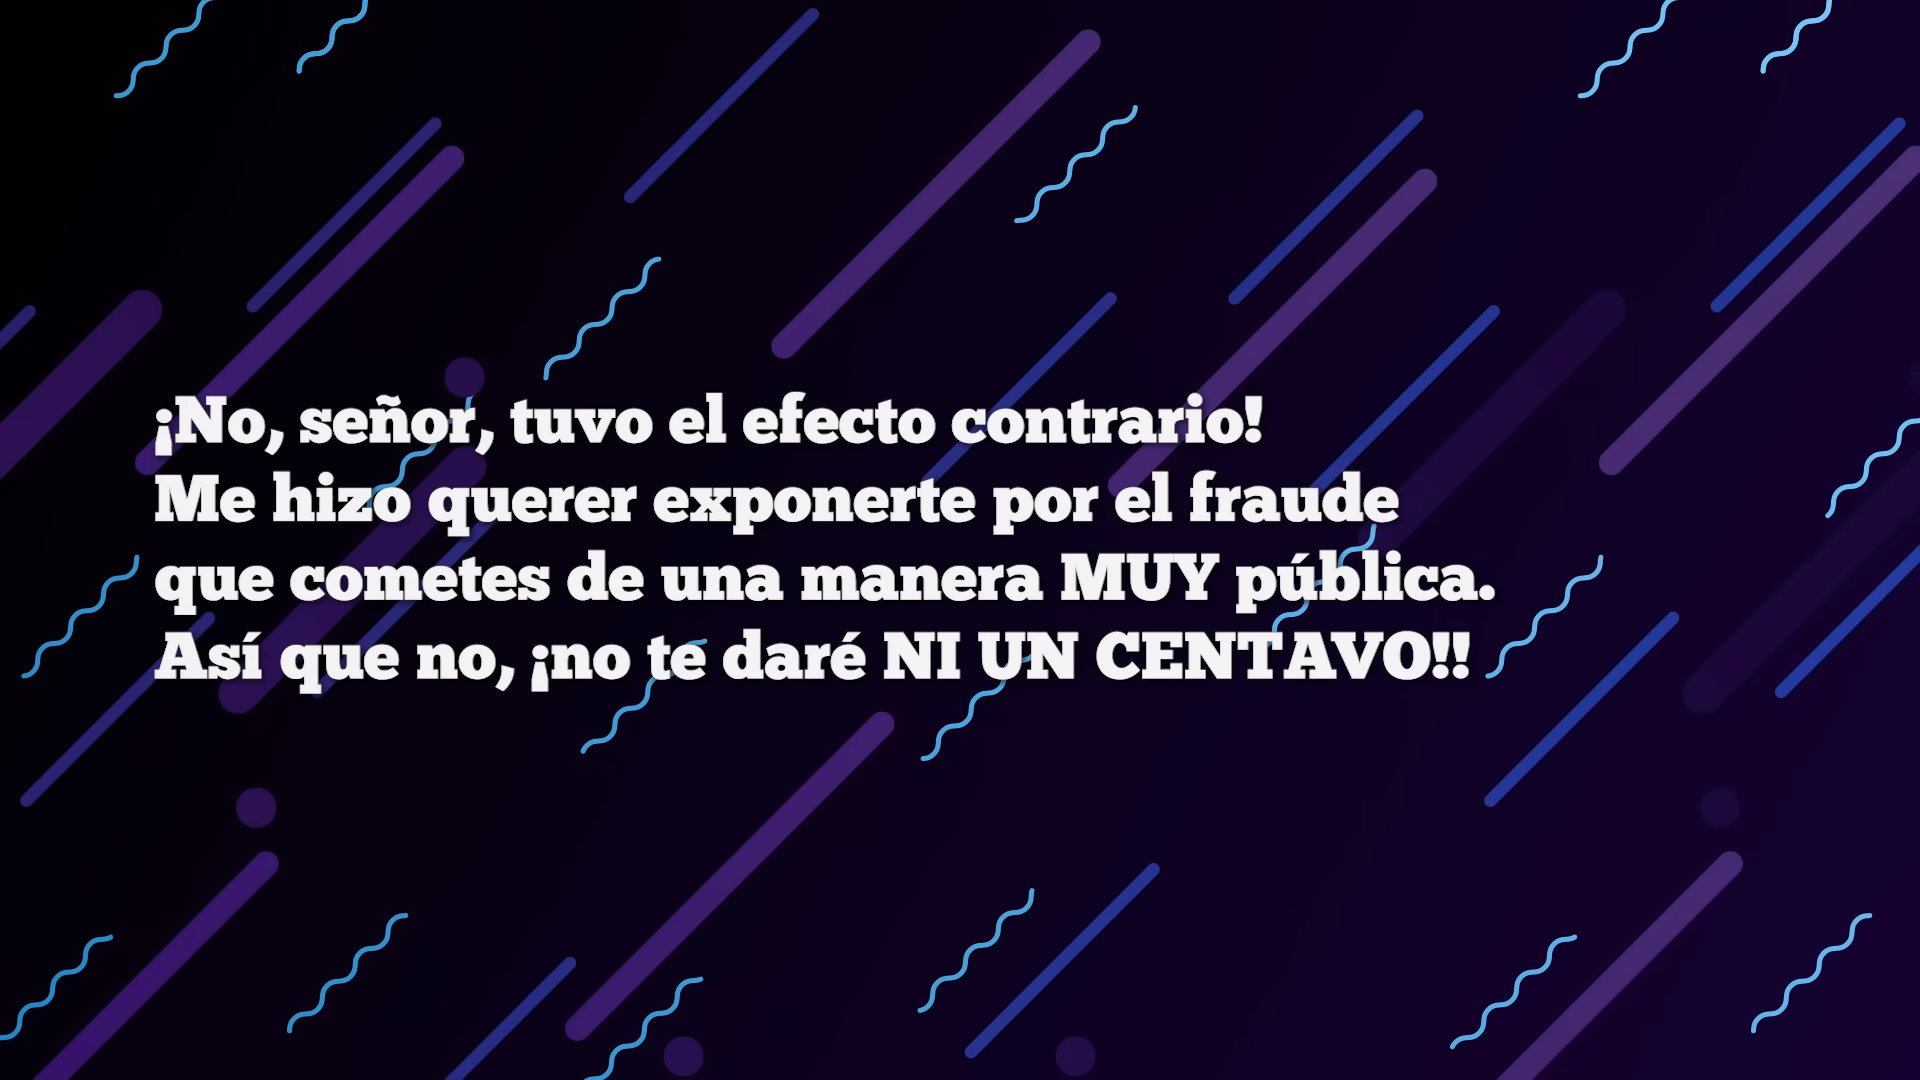 ¡No, señor, tuvo el efecto contrario!
Me hizo querer exponerte por el fraude
que cometes de una manera MUY pública.
Así que no, ¡no te daré NI UN CENTAVO!!